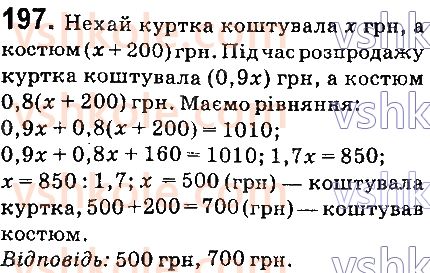 197. Нехай куртка коштувала x грн, а
костюм (x + 200) грн. Під час розпродажу
куртка коштувала (0,9x) грн, а костюм
0,8(x + 200) грн. Маємо рівняння:
0,9x + 0,8(x + 200) = 1010;
0,9x + 0,8x + 160 = 1010; 1,7x = 850;
x = 850 : 1,7; x = 500 (грн) — коштувала
куртка, 500+200=700 (грн) — коштував
костюм.
Відповідь: 500 грн, 700 грн.